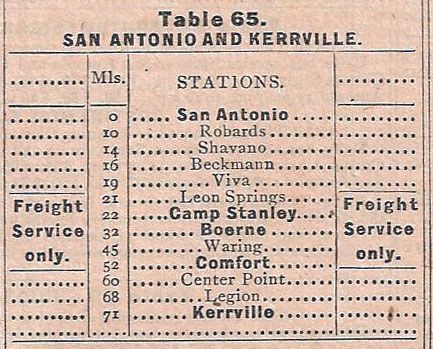 Table 65.
SAN ANTONIO AND KERRVILLE.
Mls. STATIONS.
0 San Antonio
10 Robards
14 Shavano
16 Beckmann
19 Viva
21 Leon Springs
Freight Service only. 22 Camp Stanley Freight Service only.
32 Boerne
45 Waring
52 Comfort
60 Center Point
68 Legion
71 Kerrville